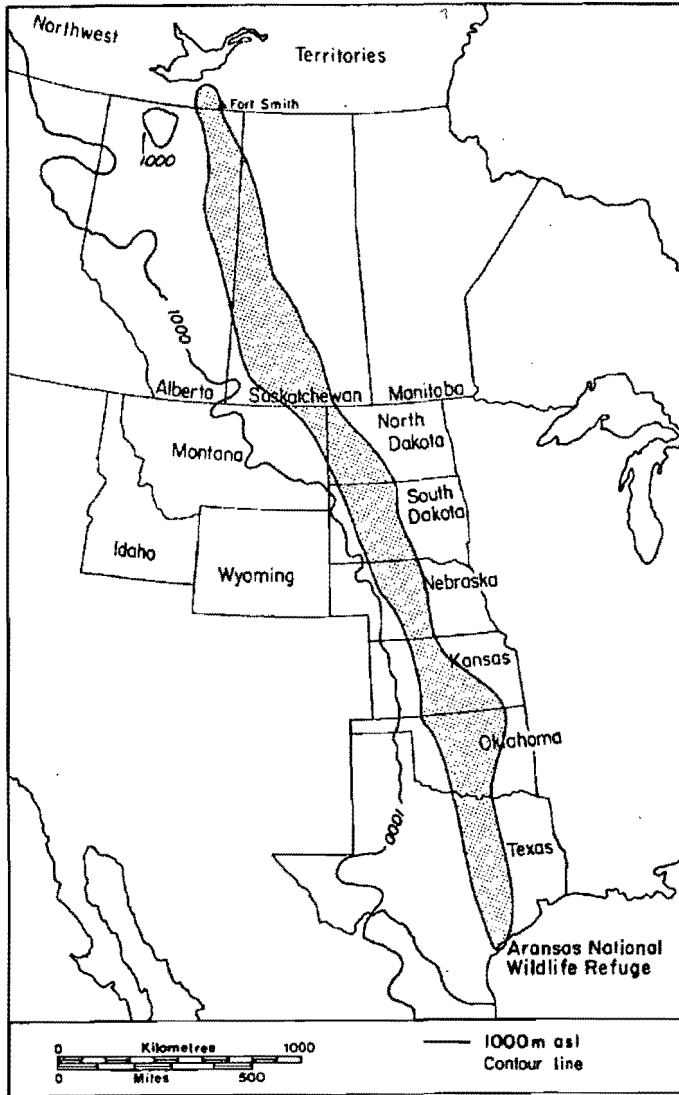 Northwest
Territories
Fort Smith
1000
1000
Alberta
Saskatchewan
Manitoba
North
Dakota
Montana
South
Dakota
Idaho
Wyoming
Nebraska
Kansas
Oklahoma
1000
Texas
Aransas National
Wildlife Refuge
0 Kilometres 1000
0 Miles 500
1000 m asl
Contour line